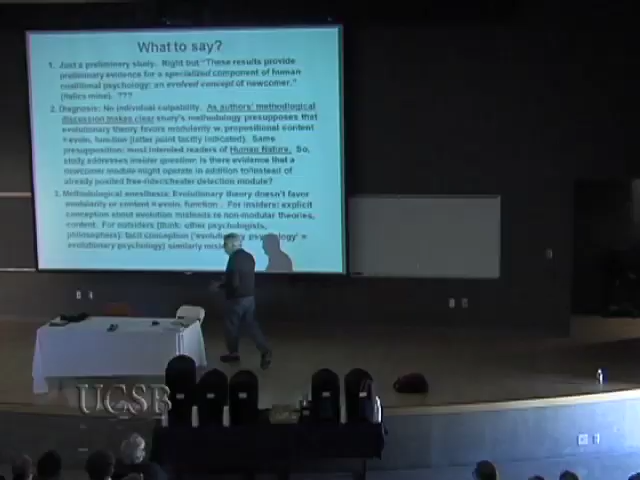 What to say?
1. Just a preliminary study. Right but "These results provide
preliminary evidence for a specialized component of human
coalitional psychology: an evolved concept of newcomer."
(Italics mine). ???
2. Diagnosis: No individual culpability. As authors' methodological
discussion makes clear study's methodology presupposes that
evolutionary theory favors modularity w. propositional content
function (latter point tacitly indicated). Same
presupposition: most intended readers of Human Nature. So,
study addresses insider question: Is there evidence that a
newcomer module might operate in addition to/instead of
already posited free-rider/cheater detection module?
3. Methodological anesthesia: Evolutionary theory doesn't favor
modularity or content function. For insiders: explicit
conception about evolution misleads re non-modular theories,
content. For outsiders (think: other psychologists,
philosophers): tacit conception ('evolutionary psychology' =
evolutionary psychology) similarly
UCSB